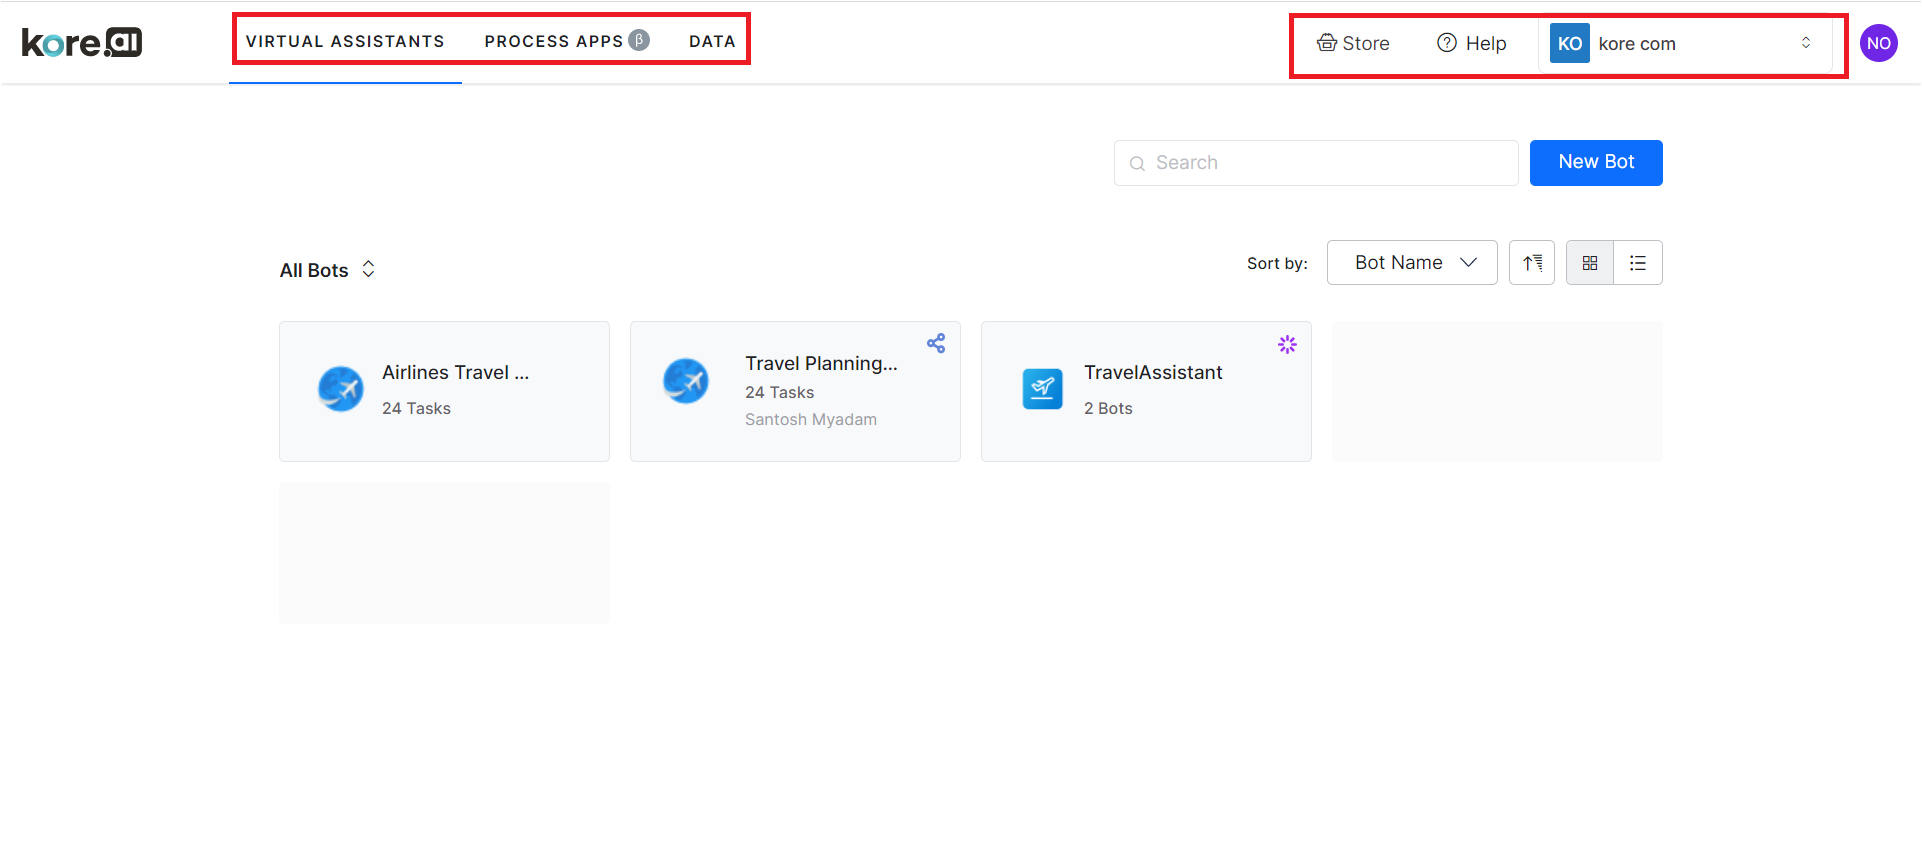 kore.ai
VIRTUAL ASSISTANTS PROCESS APPS β DATA
Store Help KO kore com NO
Search New Bot
All Bots Sort by: Bot Name
Airlines Travel ...
24 Tasks
Travel Planning...
24 Tasks
Santosh Myadam
TravelAssistant
2 Bots